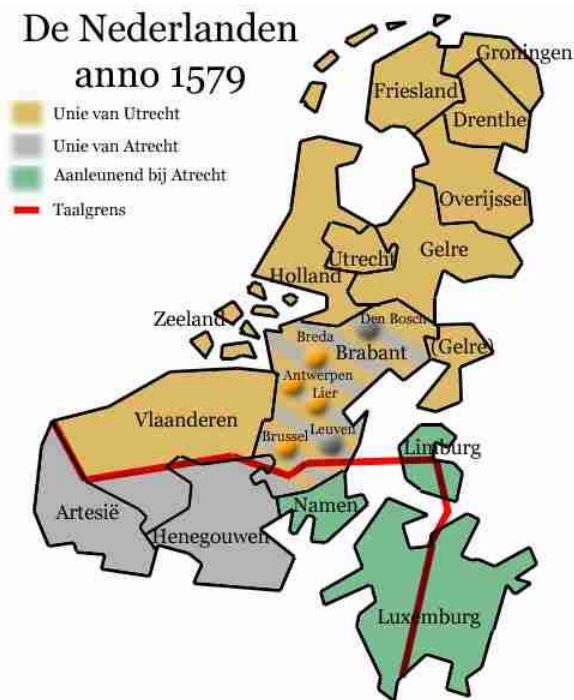 De Nederlanden
anno 1579
Unie van Utrecht
Unie van Atrecht
Aanleunend bij Atrecht
Taalgrens
Groningen
Friesland
Drenthe
Overijssel
Utrecht
Gelre
Holland
Zeeland
Den Bosch
Breda
Brabant
(Gelre)
Antwerpen
Lier
Vlaanderen
Brussel
Leuven
Limburg
Artesië
Henegouwen
Namen
Luxemburg